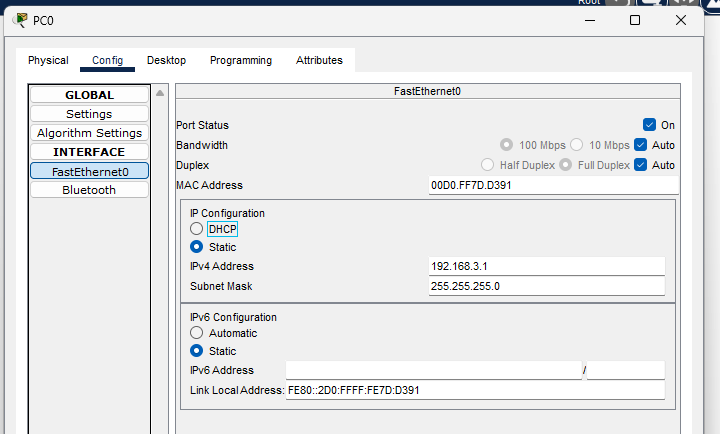 Root
PC0
Physical Config Desktop Programming Attributes
GLOBAL
Settings
Algorithm Settings
INTERFACE
FastEthernet0
Bluetooth
FastEthernet0
Port Status On
Bandwidth 100 Mbps 10 Mbps Auto
Duplex Half Duplex Full Duplex Auto
MAC Address 00D0.FF7D.D391
IP Configuration
DHCP
Static
IPv4 Address 192.168.3.1
Subnet Mask 255.255.255.0
IPv6 Configuration
Automatic
Static
IPv6 Address /
Link Local Address: FE80::2D0:FFFF:FE7D:D391